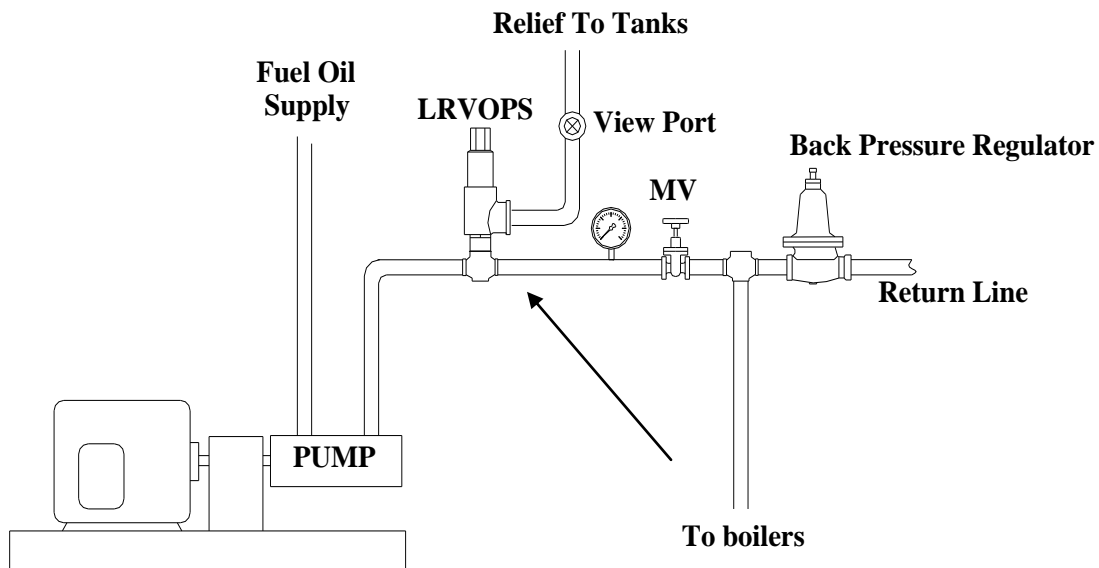 Relief To Tanks
Fuel Oil
Supply
LRVOPS
View Port
Back Pressure Regulator
MV
Return Line
PUMP
To boilers